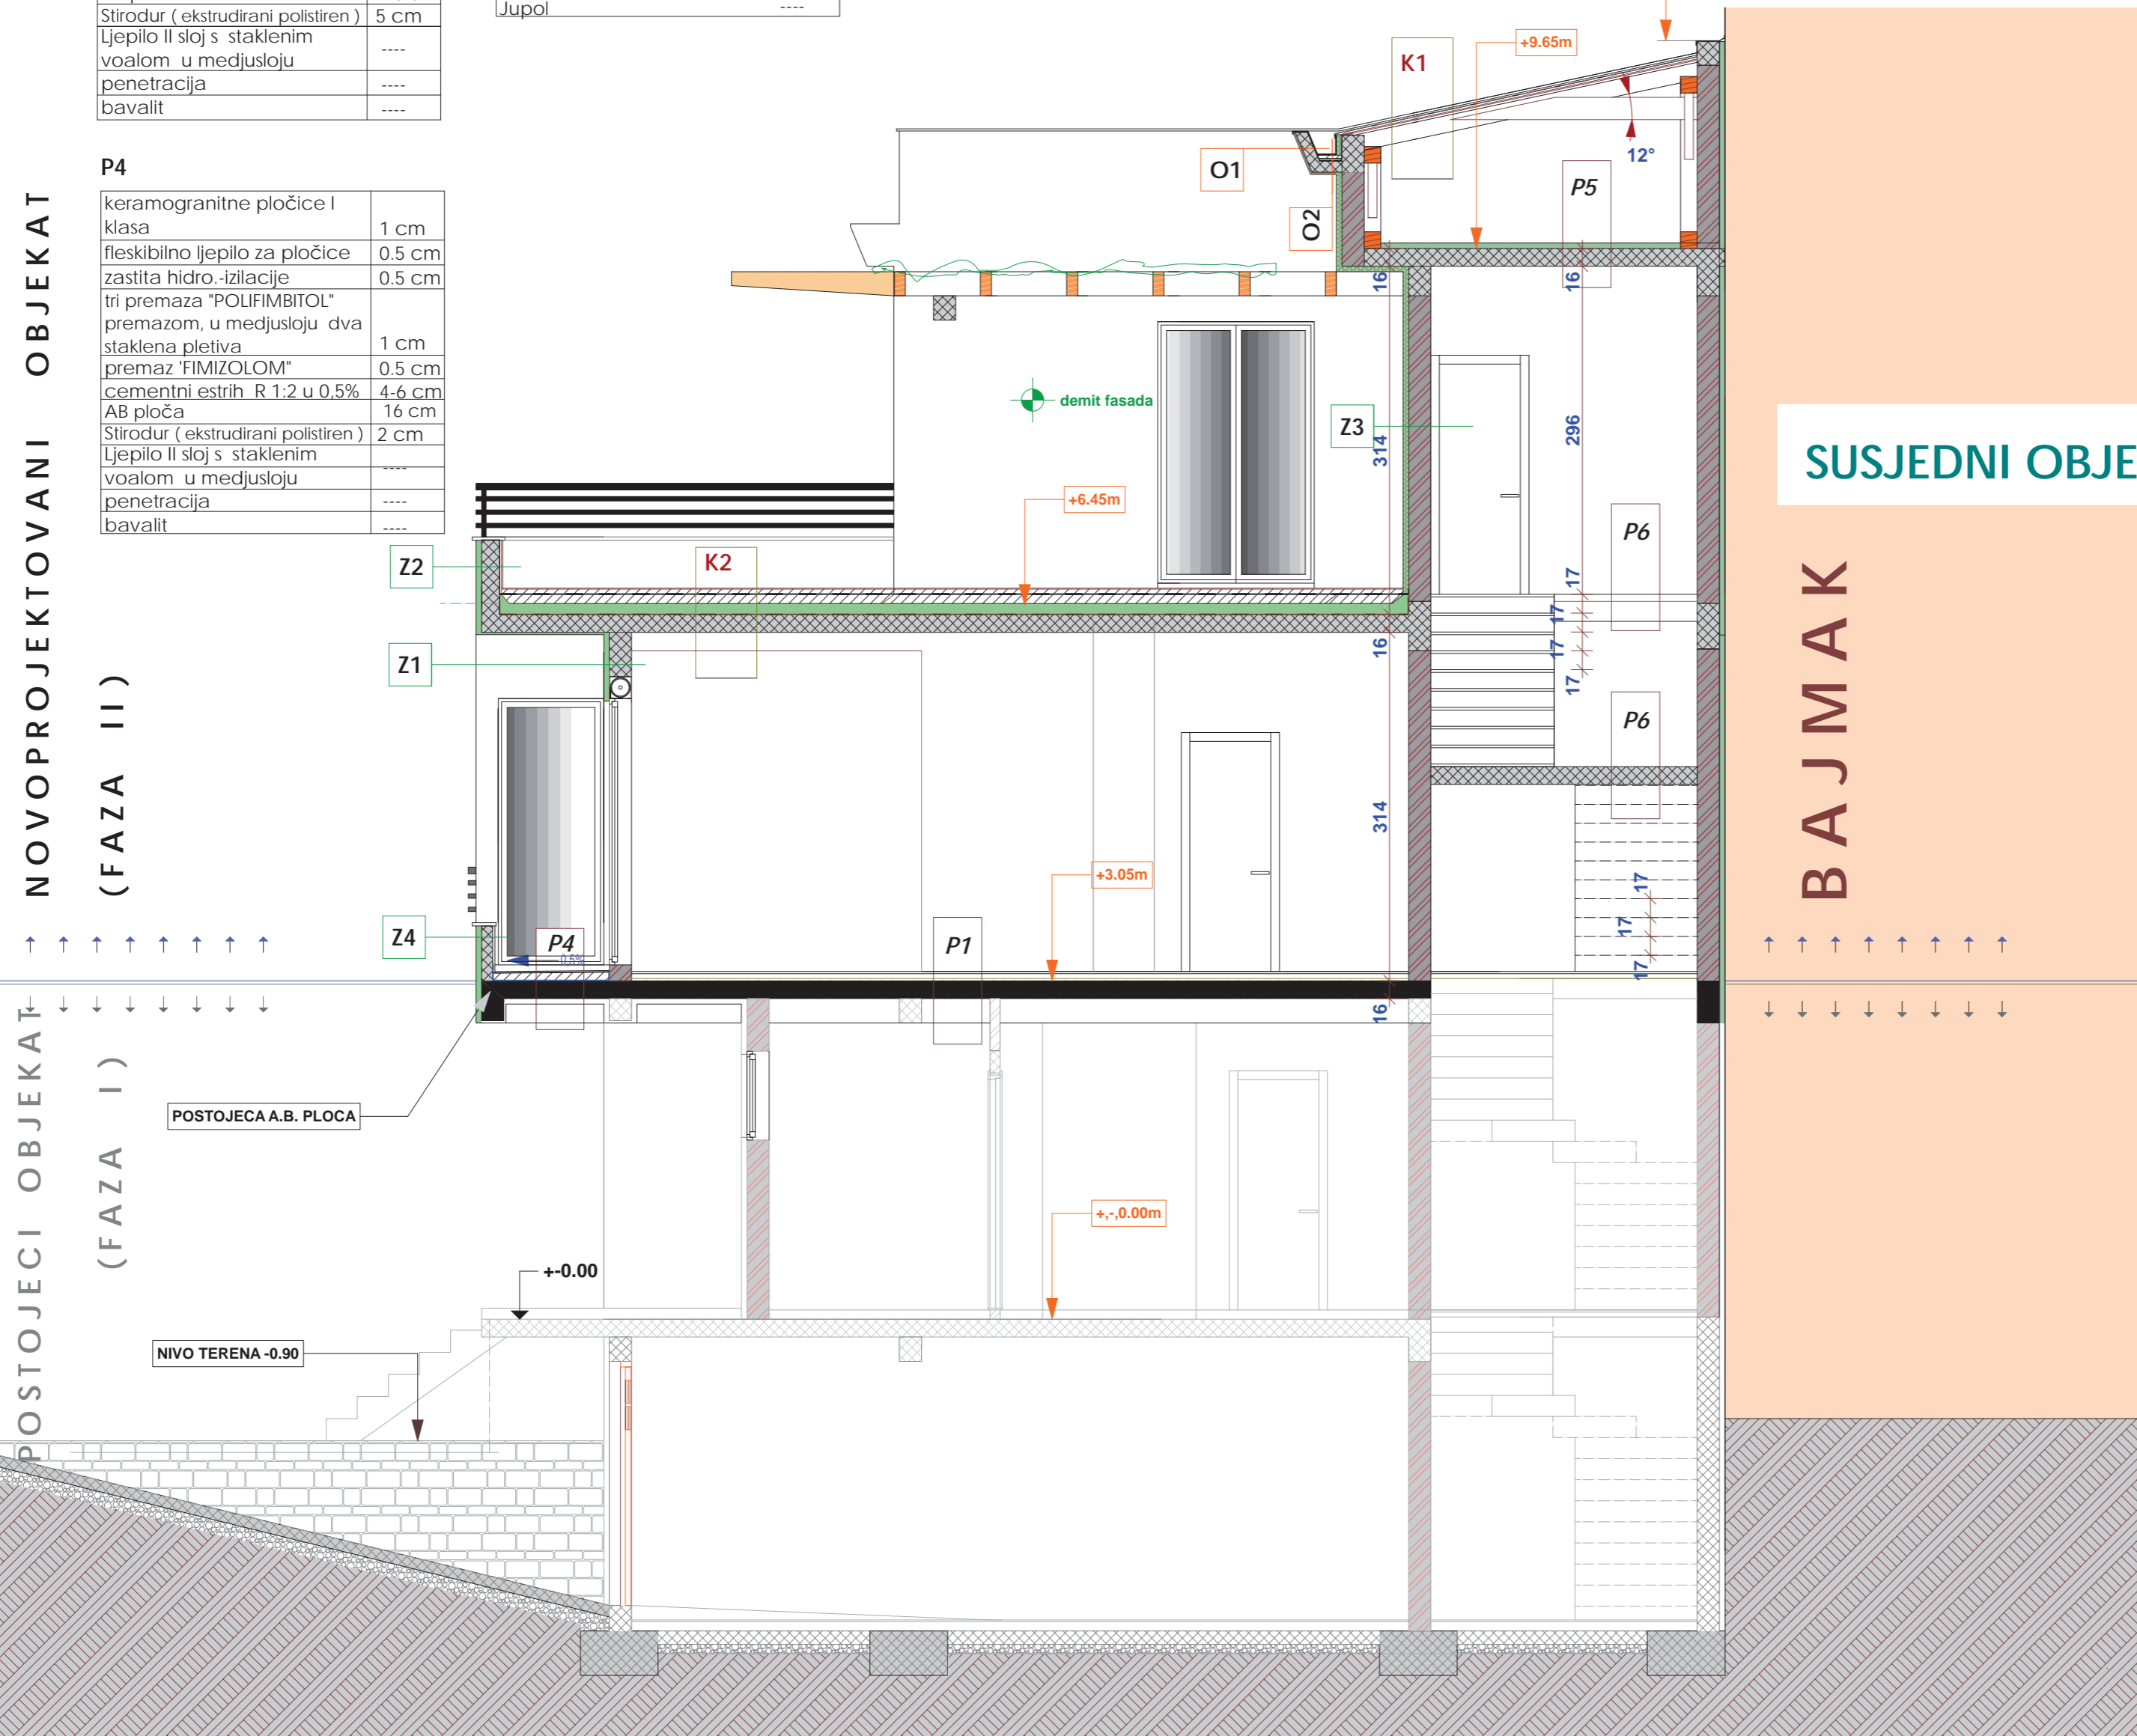 Stirodur ( ekstrudirani polistiren ) 5 cm
Ljepilo II sloj s staklenim
voalom u medjusloju ----
penetracija ----
bavalit ----
Jupol ----
P4
keramogranitne pločice I
klasa 1 cm
fleskibilno ljepilo za pločice 0.5 cm
zastita hidro.-izilacije 0.5 cm
tri premaza "POLIFIMBITOL"
premazom, u medjusloju dva
staklena pletiva 1 cm
premaz 'FIMIZOLOM" 0.5 cm
cementni estrih R 1:2 u 0,5% 4-6 cm
AB ploča 16 cm
Stirodur ( ekstrudirani polistiren ) 2 cm
Ljepilo II sloj s staklenim
voalom u medjusloju ----
penetracija ----
bavalit ----
NOVOPROJEKTOVANI OBJEKAT
(FAZA II)
POSTOJECI OBJEKAT
(FAZA I)
K1
+9.65m
12°
O1
O2
P5
16
16
demit fasada
Z3
314
296
+6.45m
P6
Z2
K2
17
17
17
17
Z1
16
P6
314
+3.05m
17
17
17
Z4
P4
0,5%
P1
16
POSTOJECA A.B. PLOCA
+,-,0.00m
+-0.00
NIVO TERENA -0.90
SUSJEDNI OBJE
BAJMAK